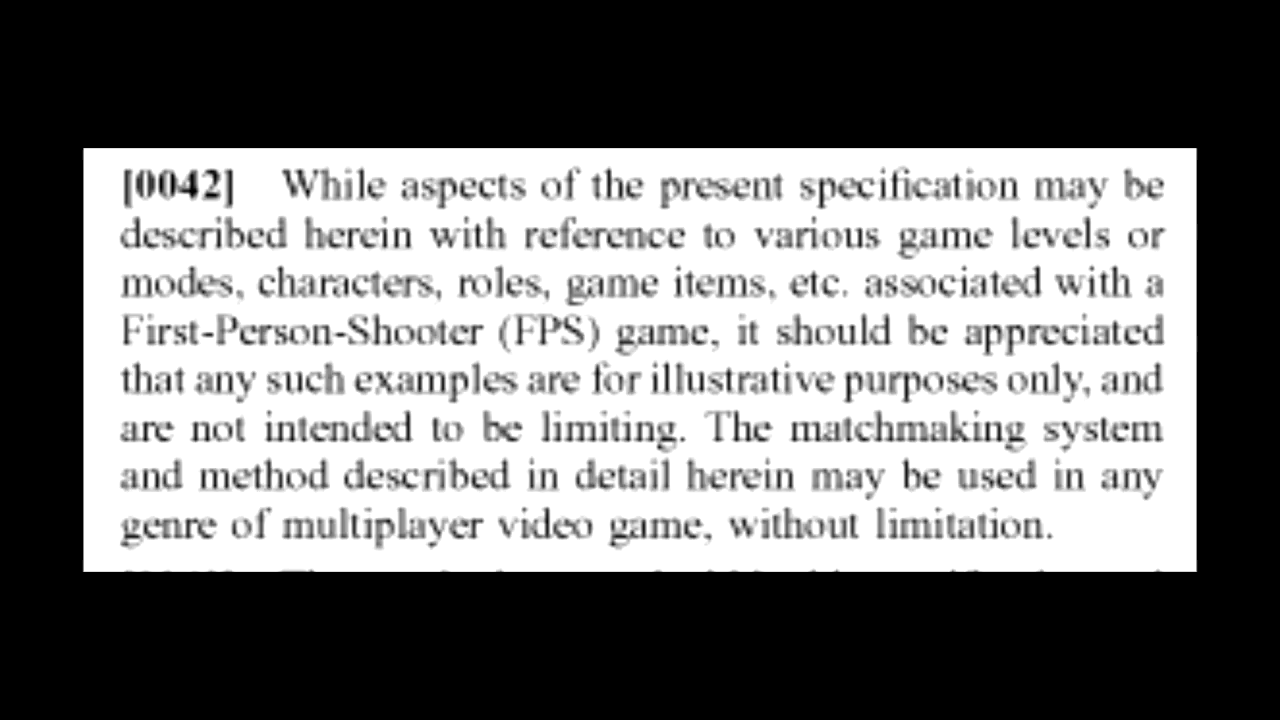 [0042] While aspects of the present specification may be
described herein with reference to various game levels or
modes, characters, roles, game items, etc. associated with a
First-Person-Shooter (FPS) game, it should be appreciated
that any such examples are for illustrative purposes only, and
are not intended to be limiting. The matchmaking system
and method described in detail herein may be used in any
genre of multiplayer video game, without limitation.